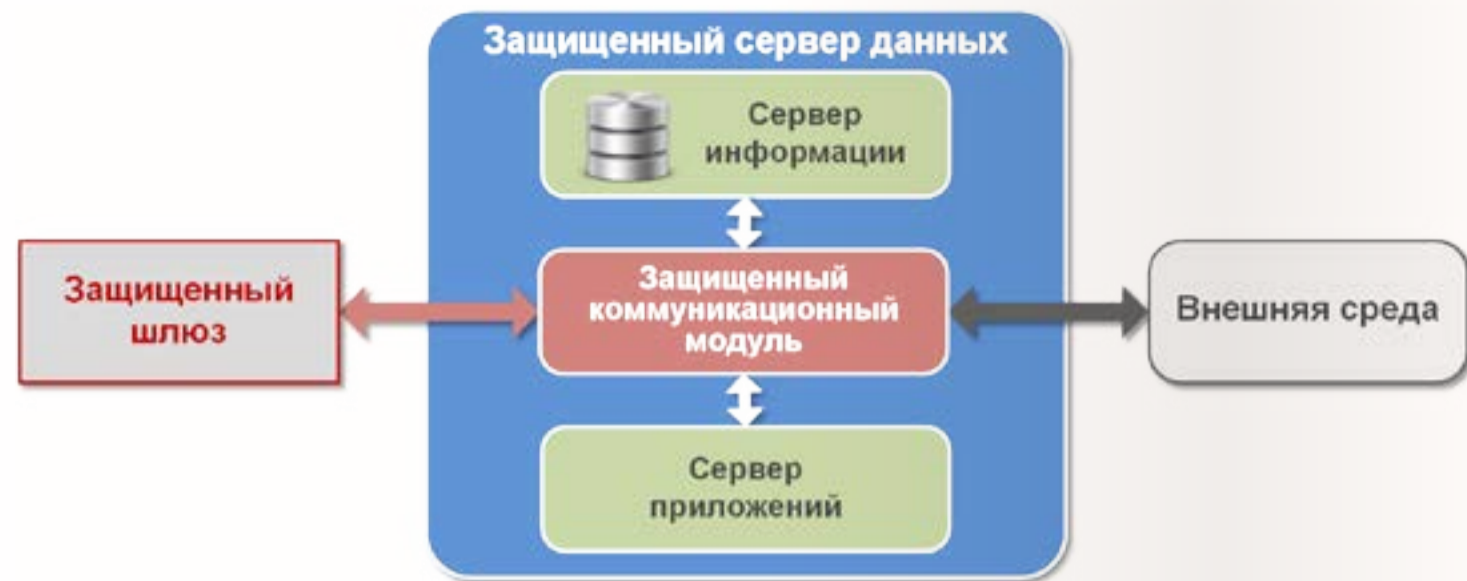 Защищенный сервер данных
Сервер
информации
Защищенный
шлюз
Защищенный
коммуникационный
модуль
Внешняя среда
Сервер
приложений